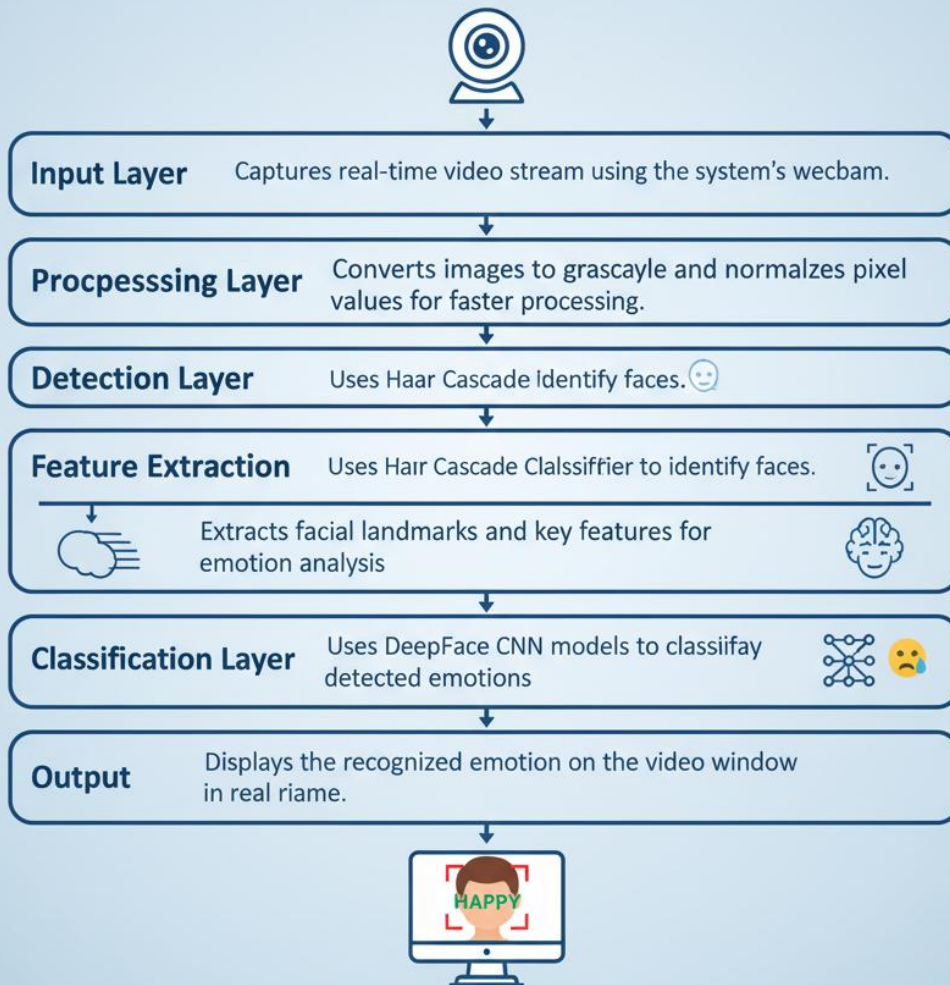 Input Layer Captures real-time video stream using the system's wecbam.
Procpesssing Layer Converts images to grascayle and normalzes pixel
values for faster processing.
Detection Layer Uses Haar Cascade identify faces.
Feature Extraction Uses Hair Cascade Clalssiffier to identify faces.
Extracts facial landmarks and key features for
emotion analysis
Classification Layer Uses DeepFace CNN models to classiifay
detected emotions
Output Displays the recognized emotion on the video window
in real riame.
HAPPY